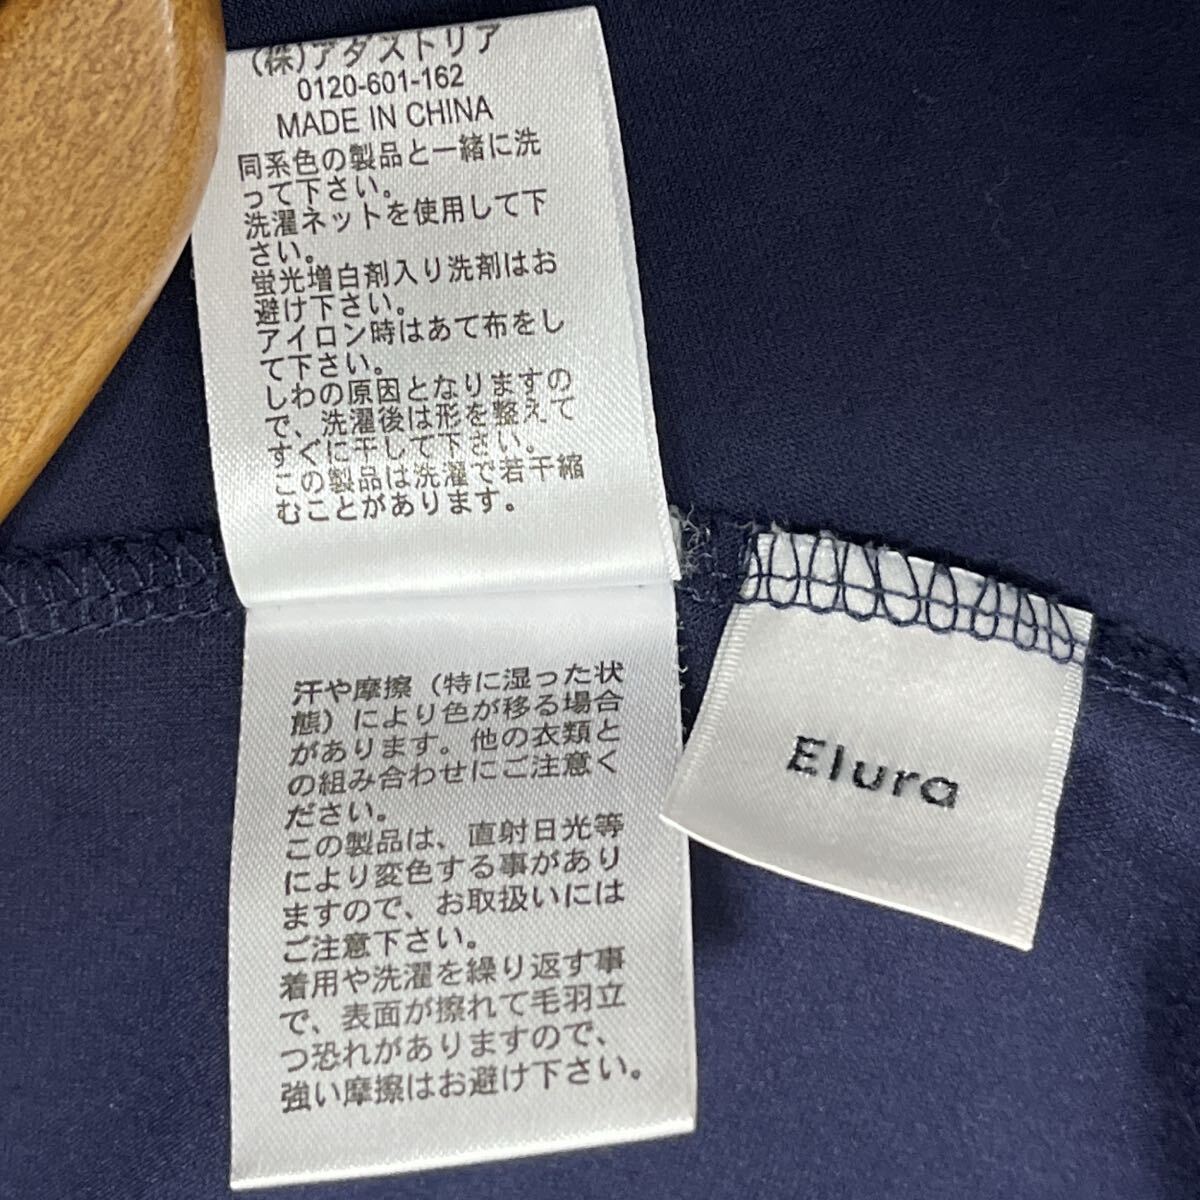 (株)アダストリア
0120-601-162
MADE IN CHINA
同系色の製品と一緒に洗
って下さい。
洗濯ネットを使用して下
さい。
蛍光増白剤入り洗剤はお
避け下さい。
アイロン時はあて布をし
て下さい。
しわの原因となりますの
で、洗濯後は形を整えて
すぐに干して下さい。
この製品は洗濯で若干縮
むことがあります。
汗や摩擦（特に湿った状
態）により色が移る場合
があります。他の衣類と
の組み合わせにご注意く
ださい。
この製品は、直射日光等
により変色する事があり
ますので、お取扱いには
ご注意下さい。
着用や洗濯を繰り返す事
で、表面が擦れて毛羽立
つ恐れがありますので、
強い摩擦はお避け下さい。
Elura